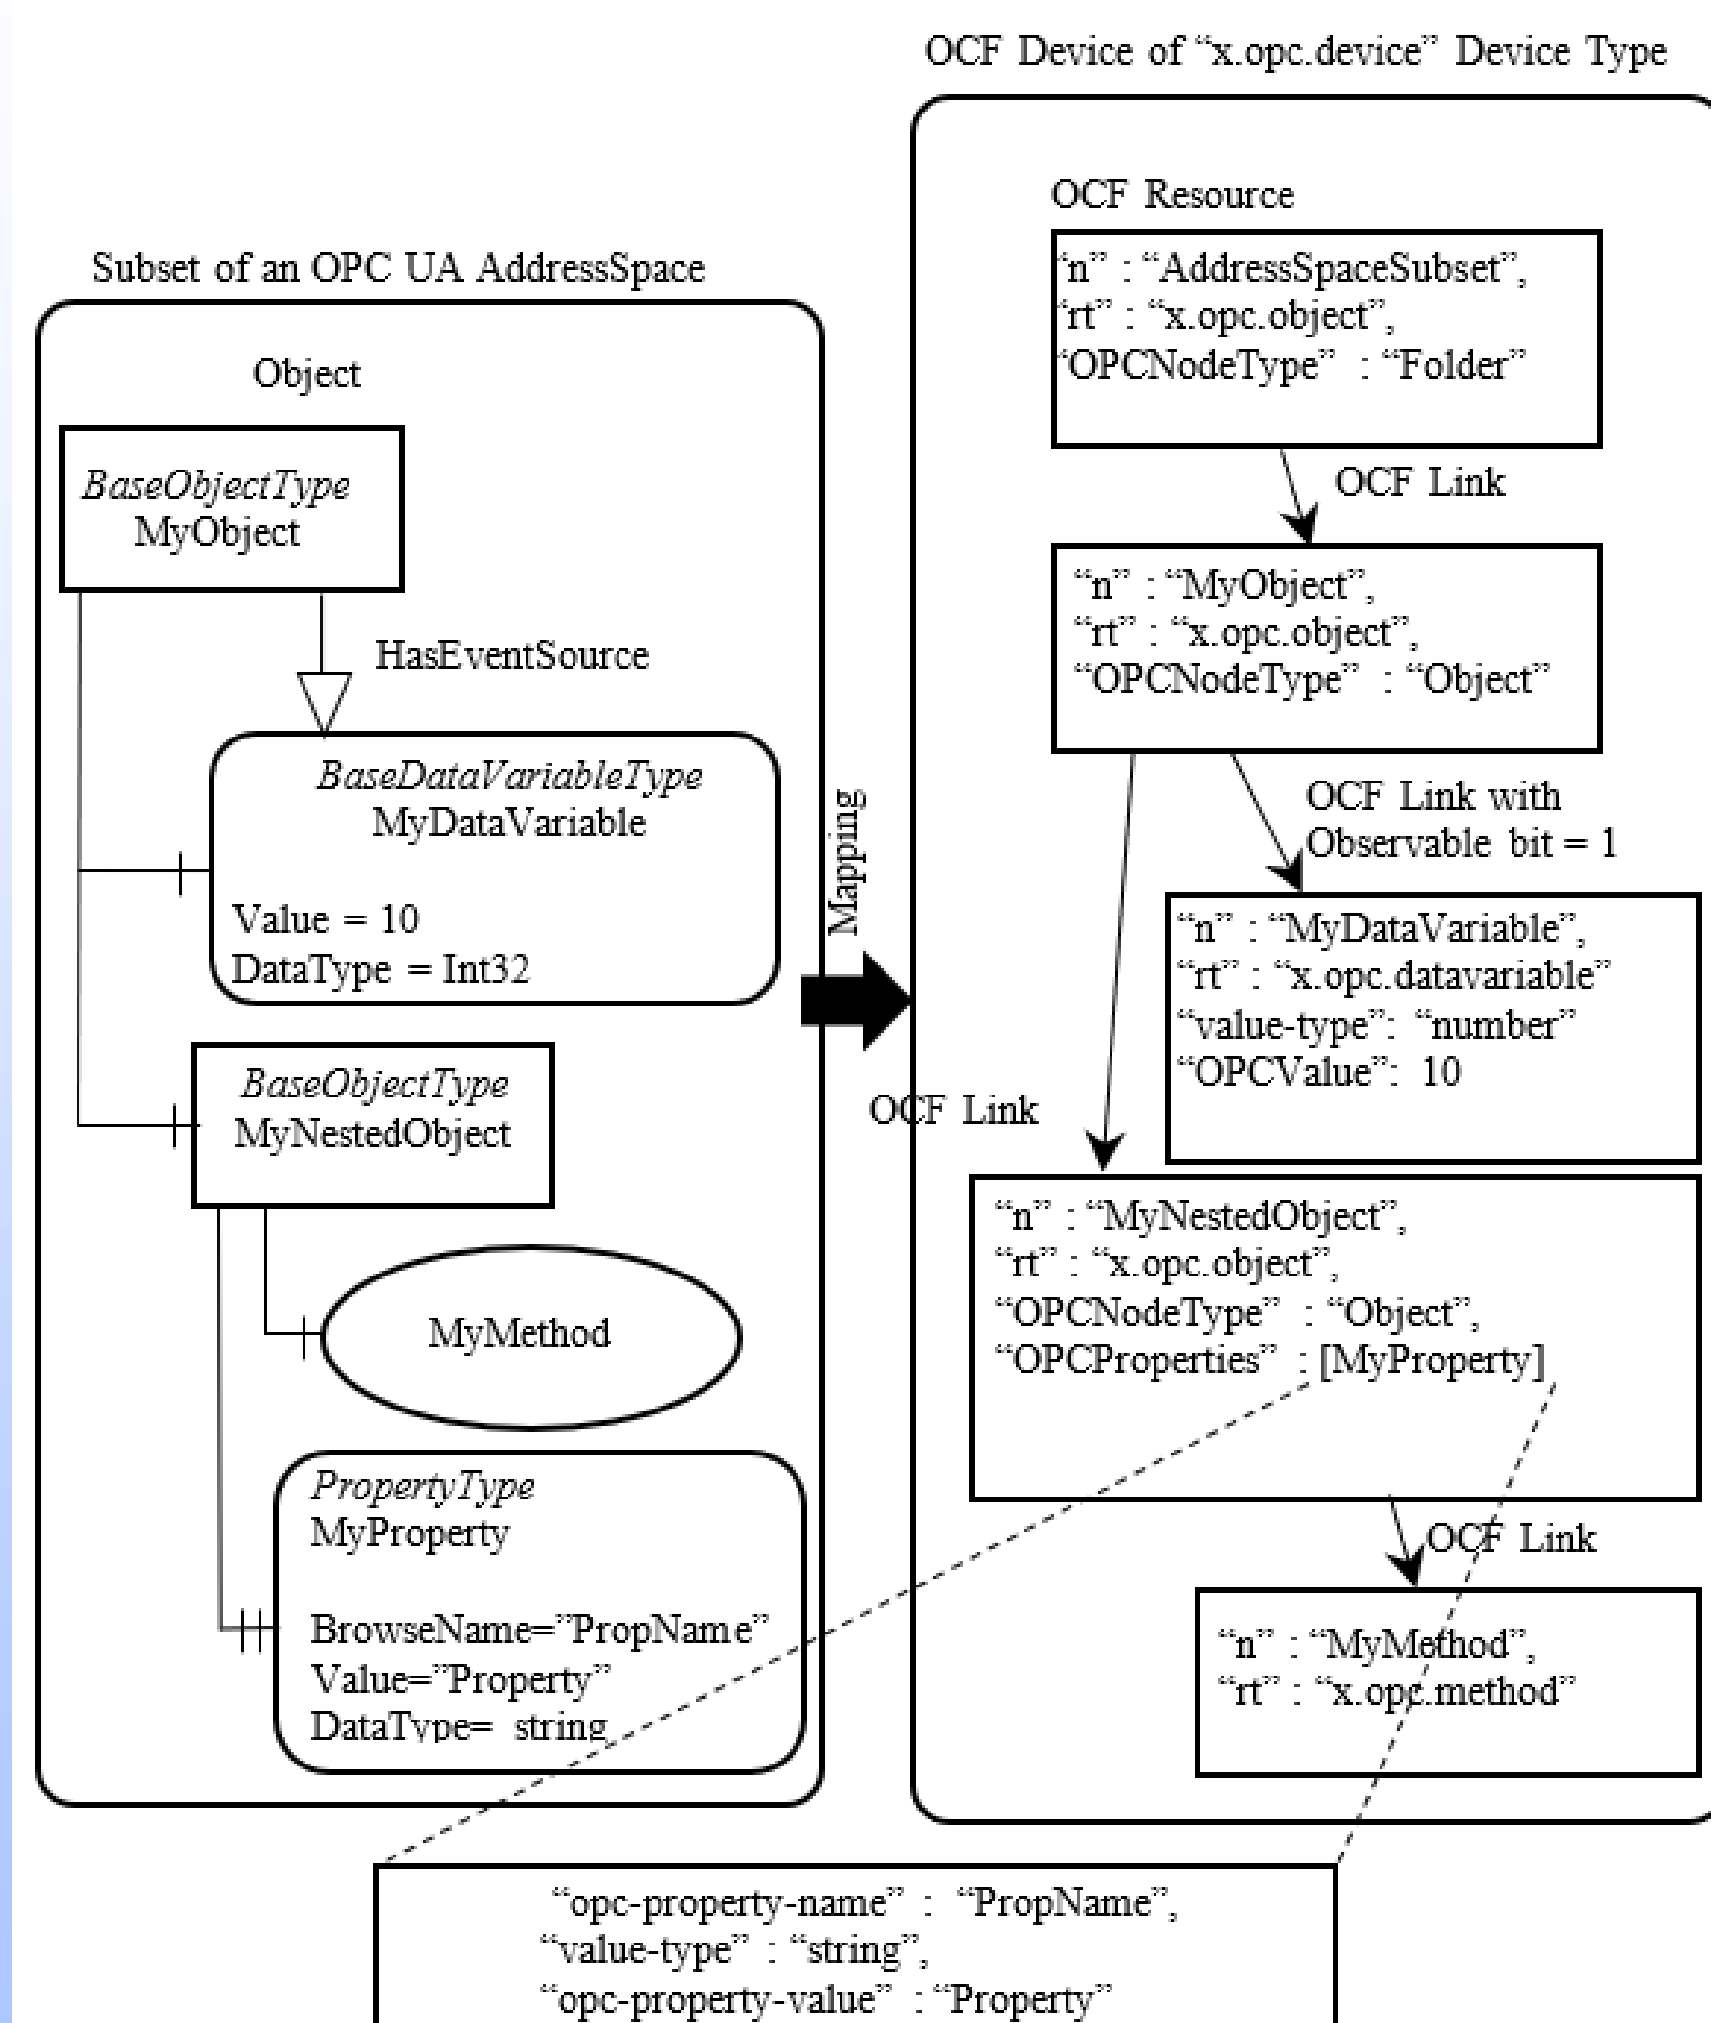 OCF Device of “x.opc.device” Device Type
OCF Resource
“n” : “AddressSpaceSubset”,
“rt” : “x.opc.object”,
“OPCNodeType” : “Folder”
OCF Link
“n” : “MyObject”,
“rt” : “x.opc.object”,
“OPCNodeType” : “Object”
OCF Link with
Observable bit = 1
“n” : “MyDataVariable”,
“rt” : “x.opc.datavariable”
“value-type”: “number”
“OPCValue”: 10
OCF Link
“n” : “MyNestedObject”,
“rt” : “x.opc.object”,
“OPCNodeType” : “Object”,
“OPCProperties” : [MyProperty]
OCF Link
“n” : “MyMethod”,
“rt” : “x.opc.method”
Subset of an OPC UA AddressSpace
Object
BaseObjectType
MyObject
HasEventSource
BaseDataVariableType
MyDataVariable
Value = 10
DataType = Int32
Mapping
BaseObjectType
MyNestedObject
MyMethod
PropertyType
MyProperty
BrowseName=”PropName”
Value=”Property”
DataType= string
“opc-property-name” : “PropName”,
“value-type” : “string”,
“opc-property-value” : “Property”